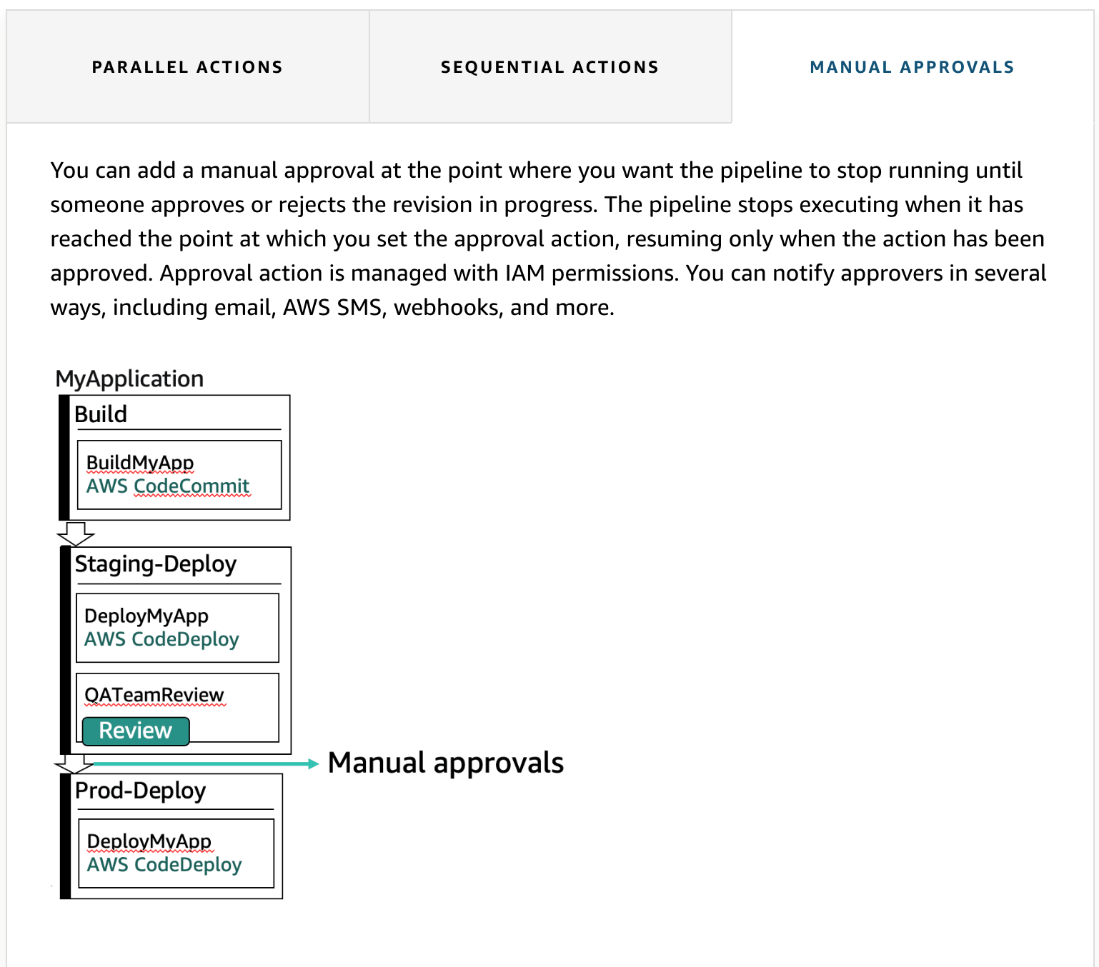 PARALLEL ACTIONS
SEQUENTIAL ACTIONS
MANUAL APPROVALS
You can add a manual approval at the point where you want the pipeline to stop running until
someone approves or rejects the revision in progress. The pipeline stops executing when it has
reached the point at which you set the approval action, resuming only when the action has been
approved. Approval action is managed with IAM permissions. You can notify approvers in several
ways, including email, AWS SMS, webhooks, and more.
MyApplication
Build
BuildMyApp
AWS CodeCommit
Staging-Deploy
DeployMyApp
AWS CodeDeploy
QATeamReview
Review
Manual approvals
Prod-Deploy
DeployMyApp
AWS CodeDeploy